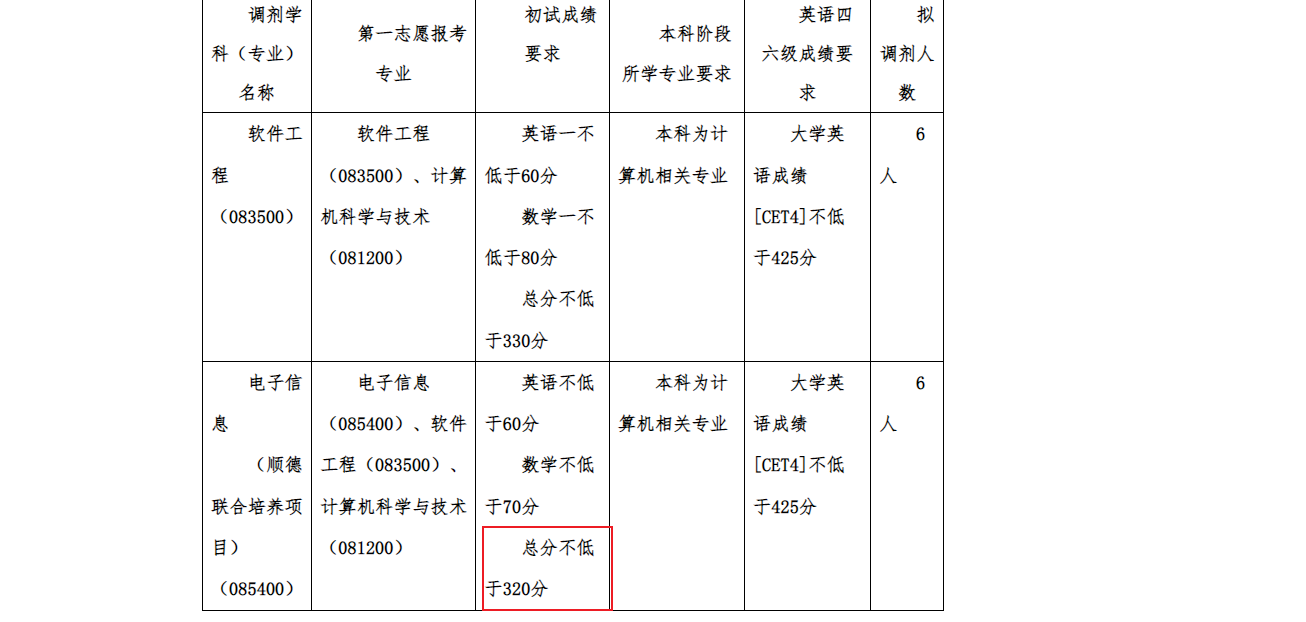 调剂学
科（专业）
名称
第一志愿报考
专业
初试成绩
要求
本科阶段
所学专业要求
英语四
六级成绩要
求
拟
调剂人
数
软件工
程
（083500）
软件工程
（083500）、计算
机科学与技术
（081200）
英语一不
低于60分
数学一不
低于80分
总分不低
于330分
本科为计
算机相关专业
大学英
语成绩
[CET4]不低
于425分
6
人
电子信
息
（顺德
联合培养项
目）
（085400）
电子信息
（085400）、软件
工程（083500）、
计算机科学与技术
（081200）
英语不低
于60分
数学不低
于70分
总分不低
于320分
本科为计
算机相关专业
大学英
语成绩
[CET4]不低
于425分
6
人